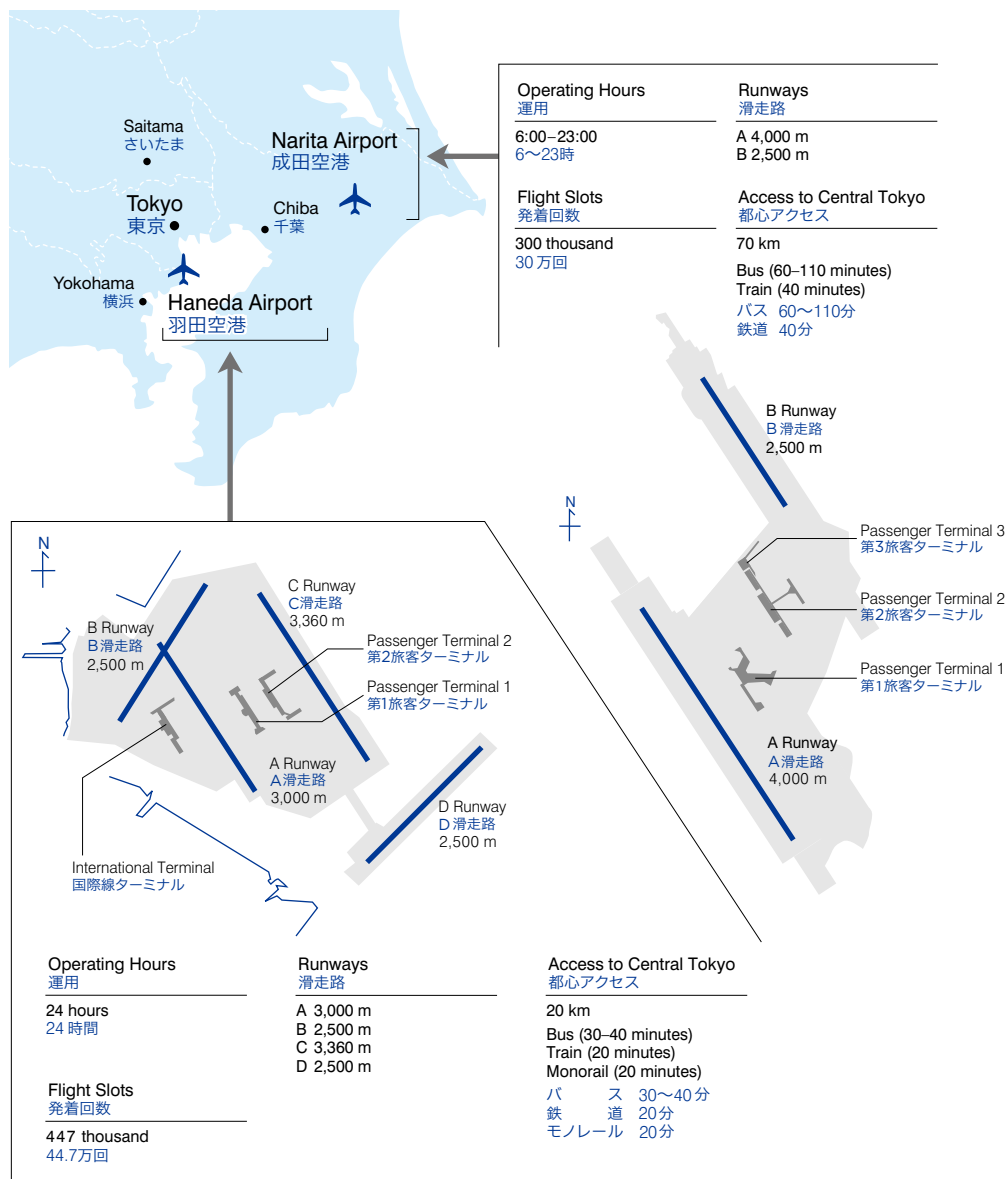 Saitama
さいたま
Narita Airport
成田空港
Tokyo
東京
Chiba
千葉
Yokohama
横浜
Haneda Airport
羽田空港
Operating Hours
運用
6:00–23:00
6〜23時
Runways
滑走路
A 4,000 m
B 2,500 m
Flight Slots
発着回数
300 thousand
30万回
Access to Central Tokyo
都心アクセス
70 km
Bus (60–110 minutes)
Train (40 minutes)
バス 60〜110分
鉄道 40分
N
B Runway
B滑走路
2,500 m
Passenger Terminal 3
第3旅客ターミナル
Passenger Terminal 2
第2旅客ターミナル
Passenger Terminal 1
第1旅客ターミナル
A Runway
A滑走路
4,000 m
N
C Runway
C滑走路
3,360 m
B Runway
B滑走路
2,500 m
Passenger Terminal 2
第2旅客ターミナル
Passenger Terminal 1
第1旅客ターミナル
A Runway
A滑走路
3,000 m
D Runway
D滑走路
2,500 m
International Terminal
国際線ターミナル
Operating Hours
運用
24 hours
24時間
Flight Slots
発着回数
447 thousand
44.7万回
Runways
滑走路
A 3,000 m
B 2,500 m
C 3,360 m
D 2,500 m
Access to Central Tokyo
都心アクセス
20 km
Bus (30–40 minutes)
Train (20 minutes)
Monorail (20 minutes)
バス 30〜40分
鉄道 20分
モノレール 20分